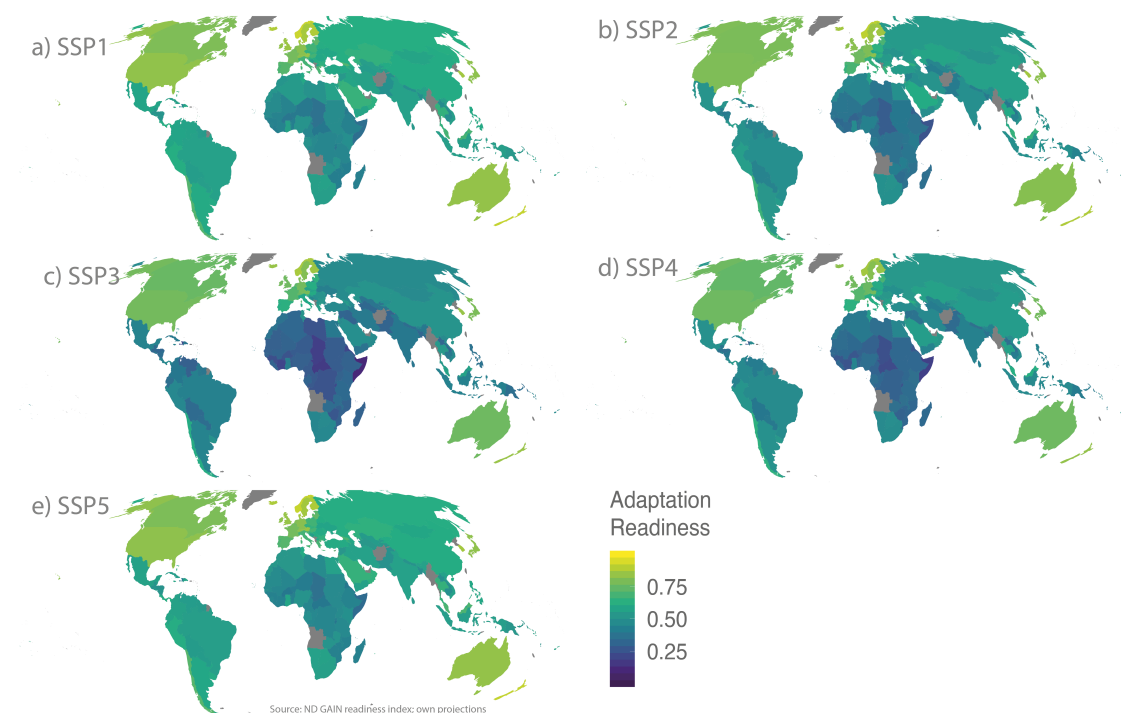 a) SSP1
b) SSP2
c) SSP3
d) SSP4
e) SSP5
Adaptation
Readiness
0.75
0.50
0.25
Source: ND GAIN readiness index; own projections